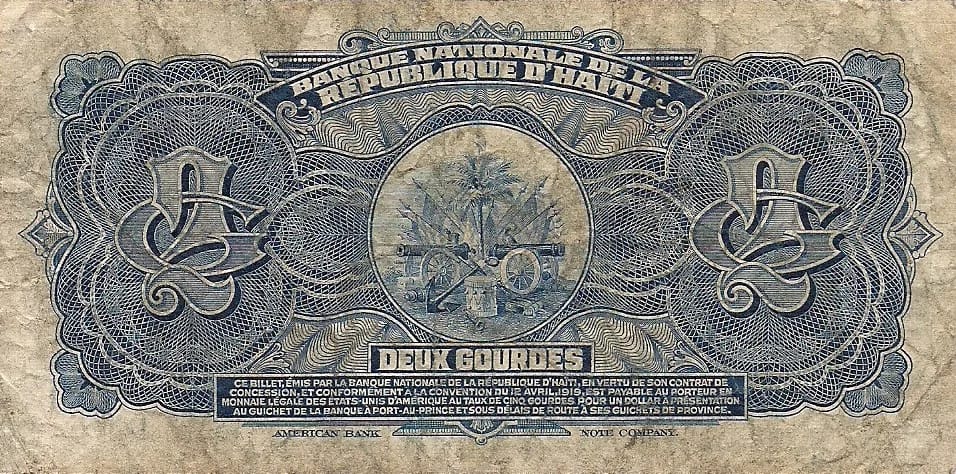 BANQUE NATIONALE DE LA
RÉPUBLIQUE D'HAÏTI
DEUX GOURDES
CE BILLET, ÉMIS PAR LA BANQUE NATIONALE DE LA RÉPUBLIQUE D'HAÏTI, EN VERTU DE SON CONTRAT DE
CONCESSION, ET CONFORMÉMENT A LA CONVENTION DU 12 AVRIL, 1919, EST PAYABLE AU PORTEUR EN
MONNAIE LÉGALE DES ÉTATS-UNIS D'AMÉRIQUE AU TAUX DE CINQ GOURDES POUR UN DOLLAR A PRÉSENTATION
AU GUICHET DE LA BANQUE À PORT-AU-PRINCE ET SOUS DÉLAIS DE ROUTE À SES GUICHETS DE PROVINCE.
AMERICAN BANK NOTE COMPANY.